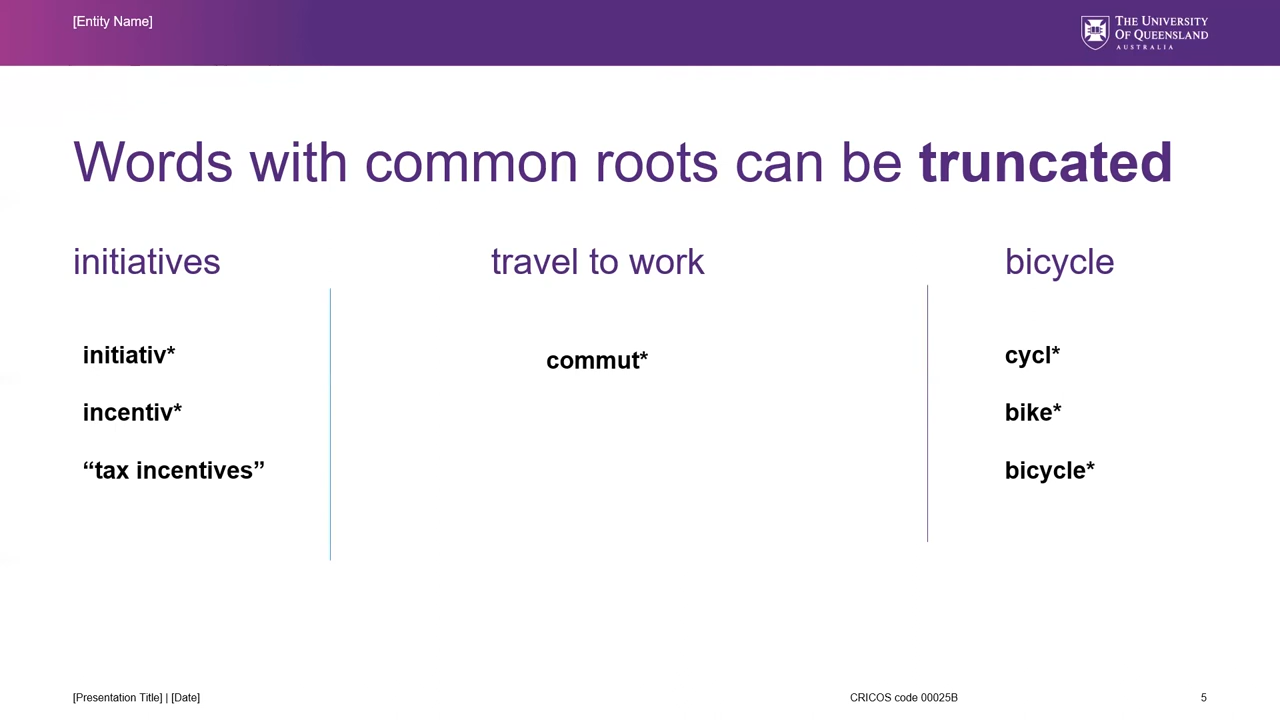 [Entity Name]
THE UNIVERSITY
OF QUEENSLAND
AUSTRALIA
Words with common roots can be truncated
initiatives
initiativ*
incentiv*
“tax incentives”
travel to work
commut*
bicycle
cycl*
bike*
bicycle*
[Presentation Title] | [Date]
CRICOS code 00025B
5